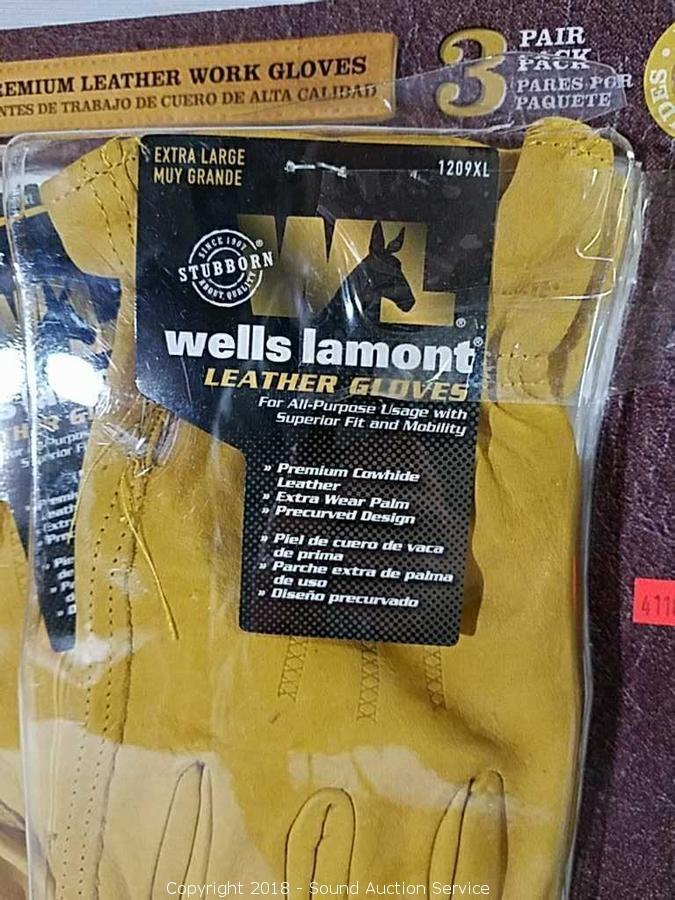 PREMIUM LEATHER WORK GLOVES
NTES DE TRABAJO DE CUERO DE ALTA CALIDAD
3 PAIR
PACK
PARES POR
PAQUETE
DES
EXTRA LARGE
MUY GRANDE
1209XL
SINCE 1907
STUBBORN
ABOUT QUALITY
WL
wells lamont
LEATHER GLOVES
For All-Purpose Usage with
Superior Fit and Mobility
» Premium Cowhide
Leather
» Extra Wear Palm
» Precurved Design
» Piel de cuero de vaca
de prima
» Parche extra de palma
de uso
» Diseño precurvado
Copyright 2018 - Sound Auction Service